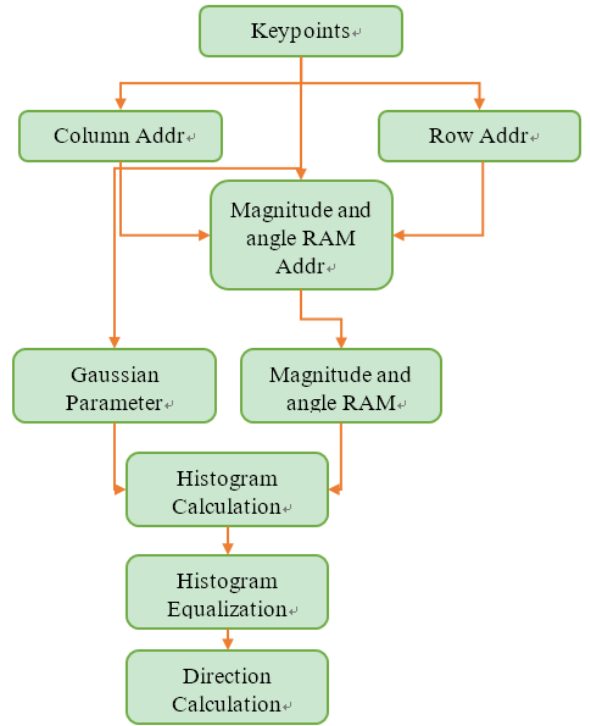 Keypoints↵
Column Addr↵
Row Addr↵
Magnitude and
angle RAM
Addr↵
Gaussian
Parameter↵
Magnitude and
angle RAM↵
Histogram
Calculation↵
Histogram
Equalization↵
Direction
Calculation↵